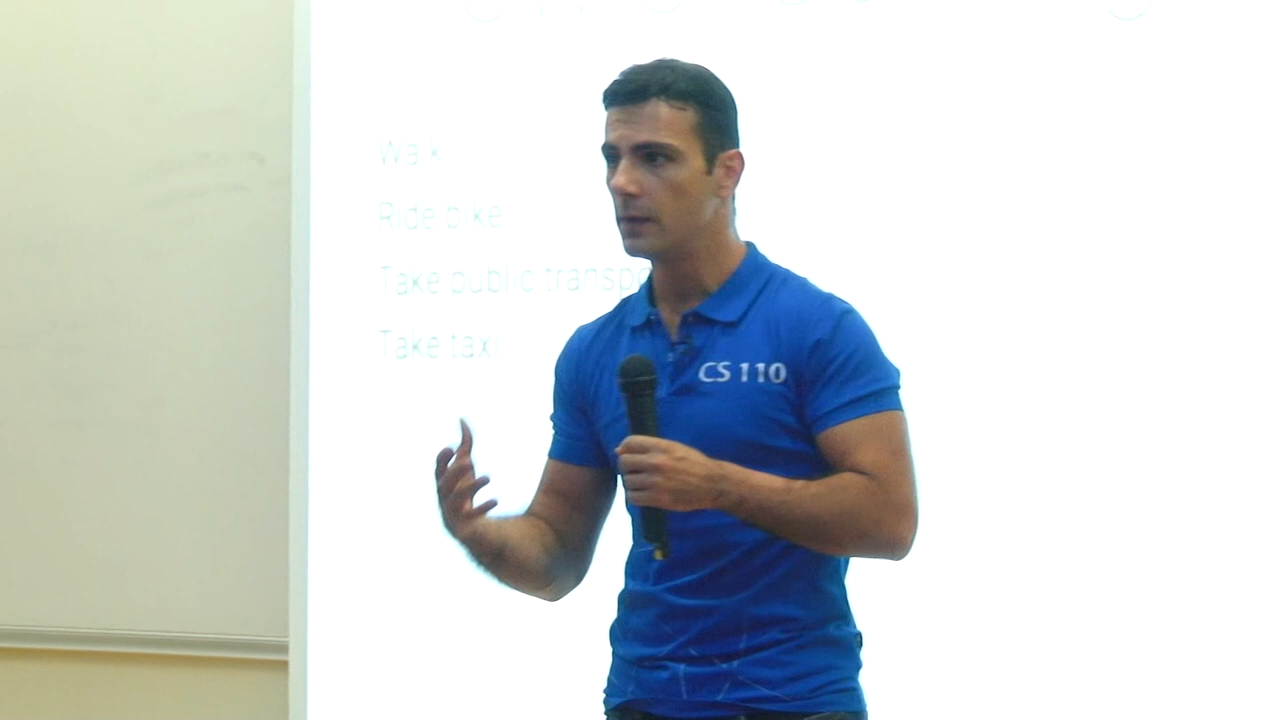 Walk
Ride bike
Take public transpo
Take taxi
CS 110